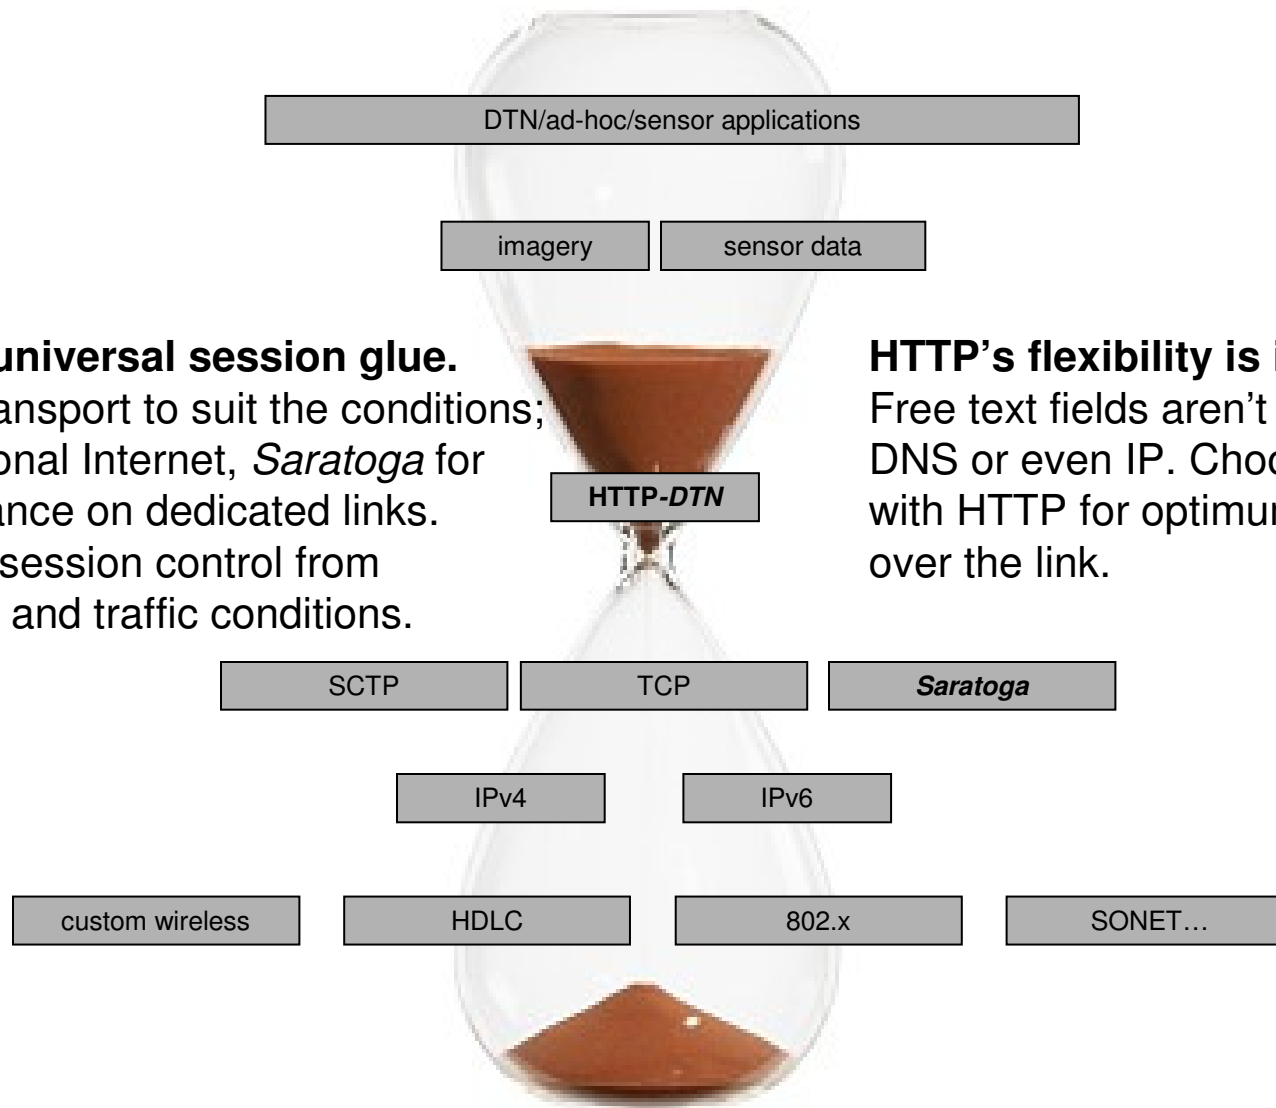 DTN/ad-hoc/sensor applications
imagery
sensor data
universal session glue.
ansport to suit the conditions;
onal Internet, Saratoga for
ance on dedicated links.
session control from
and traffic conditions.
HTTP-DTN
HTTP's flexibility is
Free text fields aren't
DNS or even IP.
with HTTP for
over the link.
SCTP
TCP
Saratoga
IPv4
IPv6
custom wireless
HDLC
802.x
SONET…